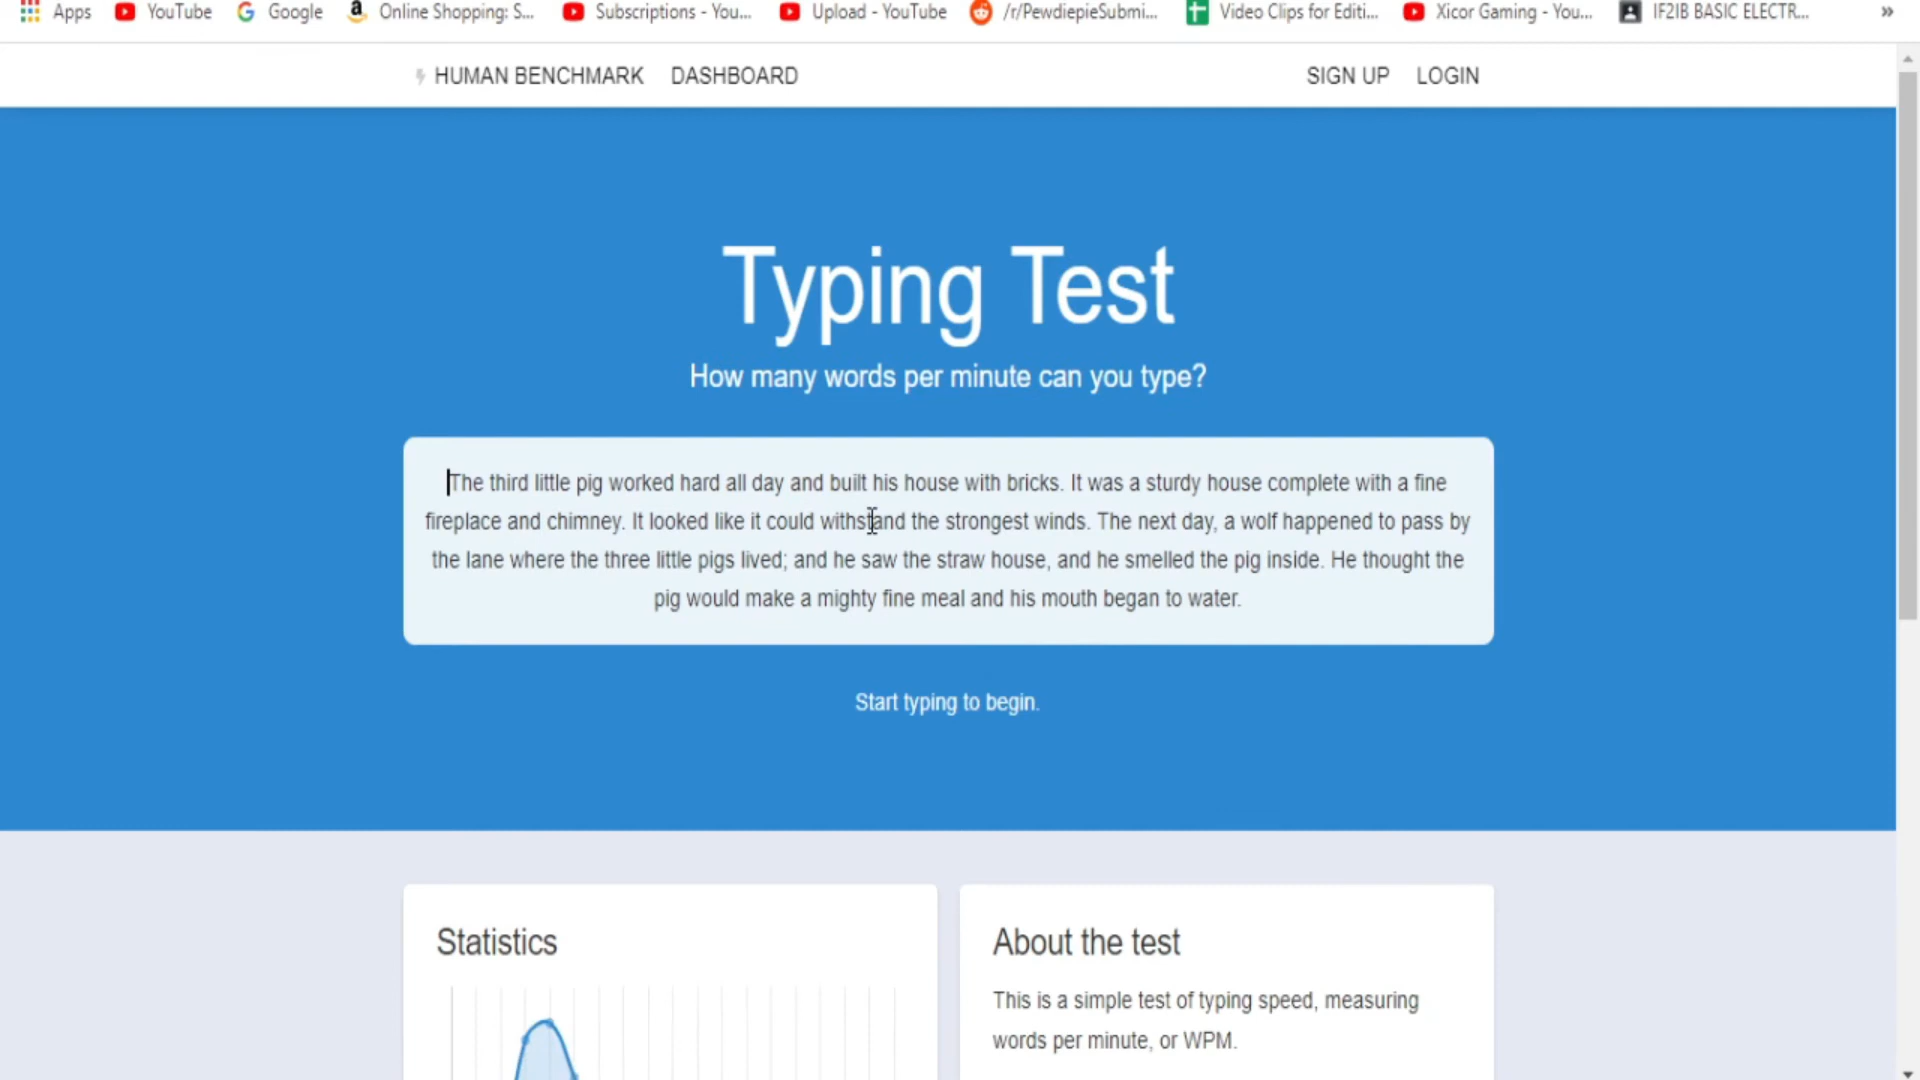 Apps YouTube Google Online Shopping: S... Subscriptions - You... Upload - YouTube /r/PewdiepieSubmi... Video Clips for Editi... Xicor Gaming - You... IF2IB BASIC ELECTR... »
HUMAN BENCHMARK DASHBOARD SIGN UP LOGIN
Typing Test
How many words per minute can you type?
The third little pig worked hard all day and built his house with bricks. It was a sturdy house complete with a fine
fireplace and chimney. It looked like it could withstand the strongest winds. The next day, a wolf happened to pass by
the lane where the three little pigs lived; and he saw the straw house, and he smelled the pig inside. He thought the
pig would make a mighty fine meal and his mouth began to water.
Start typing to begin.
Statistics
About the test
This is a simple test of typing speed, measuring
words per minute, or WPM.